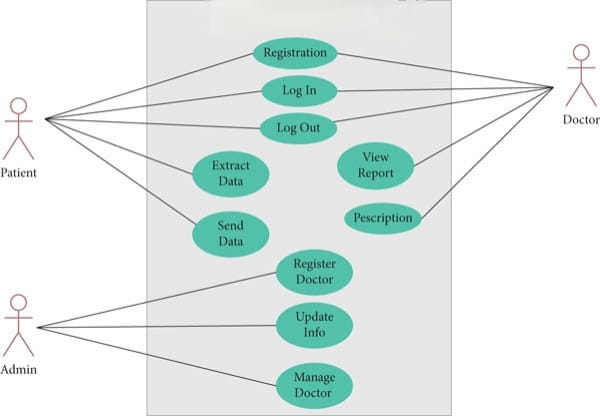 Registration
Log In
Log Out
Doctor
Patient
Extract
Data
View
Report
Send
Data
Pescription
Register
Doctor
Update
Info
Admin
Manage
Doctor